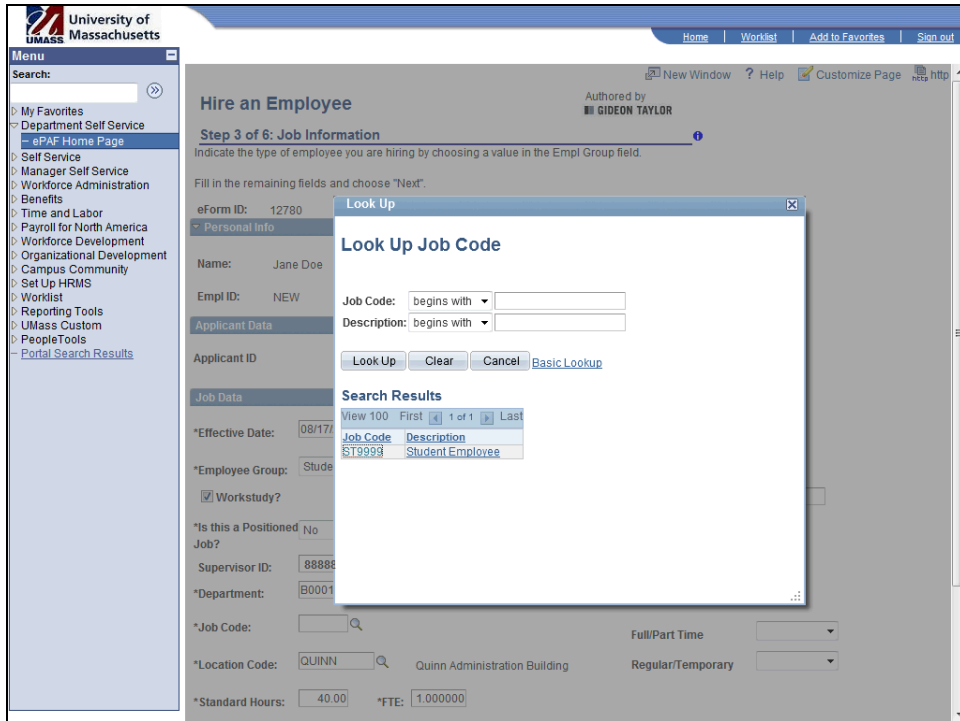 University of
UMASS Massachusetts
Home Worklist Add to Favorites Sign out
Menu
Search:
My Favorites
Department Self Service
ePAF Home Page
Self Service
Manager Self Service
Workforce Administration
Benefits
Time and Labor
Payroll for North America
Workforce Development
Organizational Development
Campus Community
Set Up HRMS
Worklist
Reporting Tools
UMass Custom
PeopleTools
Portal Search Results
New Window ? Help Customize Page http
Hire an Employee
Authored by
GIDEON TAYLOR
Step 3 of 6: Job Information
Indicate the type of employee you are hiring by choosing a value in the Empl Group field.
Fill in the remaining fields and choose "Next".
eForm ID: 12780
Personal Info
Name: Jane Doe
Empl ID: NEW
Applicant Data
Applicant ID
Job Data
*Effective Date: 08/17/
*Employee Group: Stude
Workstudy?
*Is this a Positioned Job? No
Supervisor ID: 88888
*Department: B0001
*Job Code:
Full/Part Time
*Location Code: QUINN Quinn Administration Building
Regular/Temporary
*Standard Hours: 40.00 *FTE: 1.000000
Look Up
Look Up Job Code
Job Code: begins with
Description: begins with
Look Up Clear Cancel Basic Lookup
Search Results
View 100 First 1 of 1 Last
Job Code Description
ST9999 Student Employee